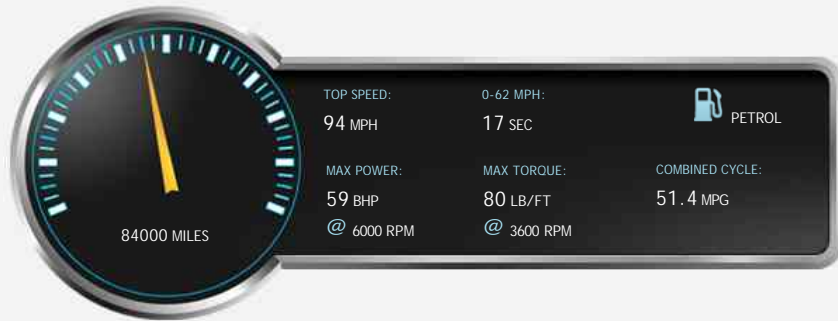 TOP SPEED:
94 MPH
0-62 MPH:
17 SEC
PETROL
MAX POWER:
59 BHP
@ 6000 RPM
MAX TORQUE:
80 LB/FT
@ 3600 RPM
COMBINED CYCLE:
51.4 MPG
84000 MILES